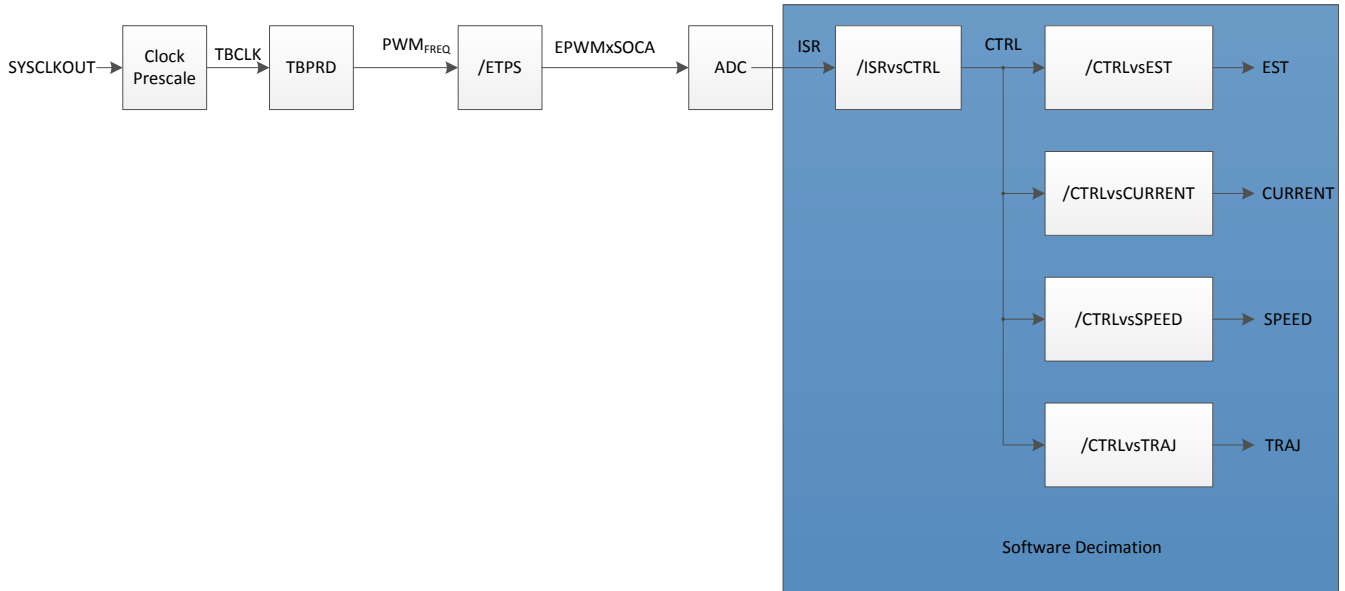 SYSCLKOUT
Clock
Prescale
TBCLK
TBPRD
PWMFREQ
/ETPS
EPWMxSOCA
ADC
ISR
/ISRvsCTRL
CTRL
/CTRLvsEST
EST
/CTRLvsCURRENT
CURRENT
/CTRLvsSPEED
SPEED
/CTRLvsTRAJ
TRAJ
Software Decimation